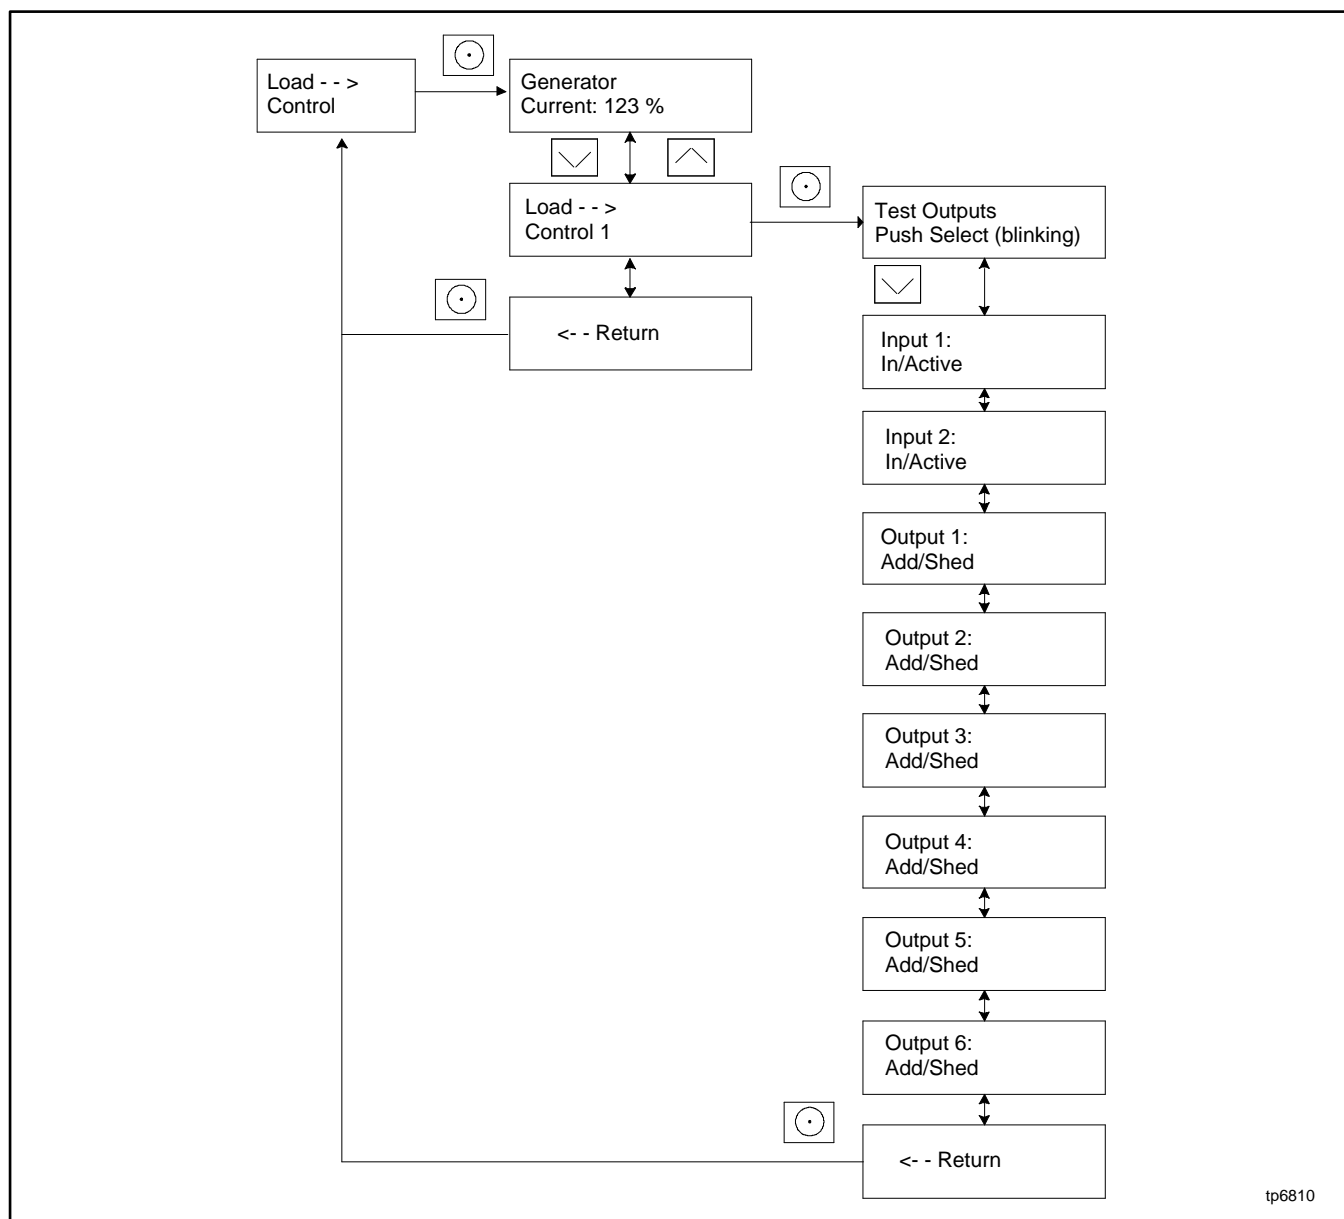 Load - - >
Control
Generator
Current: 123 %
Load - - >
Control 1
<- - Return
Test Outputs
Push Select (blinking)
Input 1:
In/Active
Input 2:
In/Active
Output 1:
Add/Shed
Output 2:
Add/Shed
Output 3:
Add/Shed
Output 4:
Add/Shed
Output 5:
Add/Shed
Output 6:
Add/Shed
<- - Return
tp6810